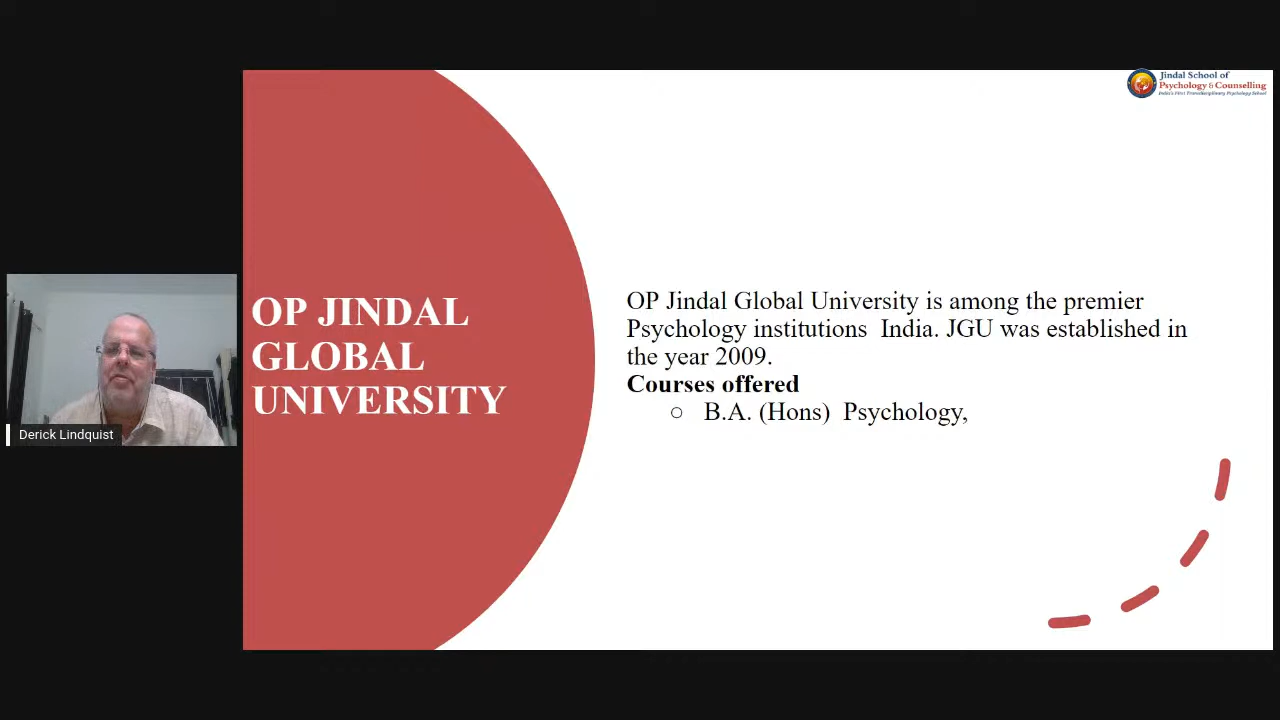 Jindal School of
Psychology & Counselling
India's First Transdisciplinary Psychology School
OP JINDAL
GLOBAL
UNIVERSITY
OP Jindal Global University is among the premier
Psychology institutions  India. JGU was established in
the year 2009.
Courses offered
○ B.A. (Hons)  Psychology,
Derick Lindquist